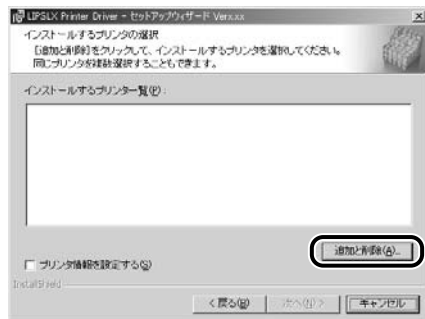 LIPSLX Printer Driver - セットアップウィザード Ver.x.xx
インストールするプリンタの選択
[追加と削除]をクリックして、インストールするプリンタを選択してください。
同じプリンタを複数選択することもできます。
インストールするプリンター覧(P):
追加と削除(A)...
プリンタ情報を設定する(S)
InstallShield
< 戻る(B)
次へ(N) >
キャンセル